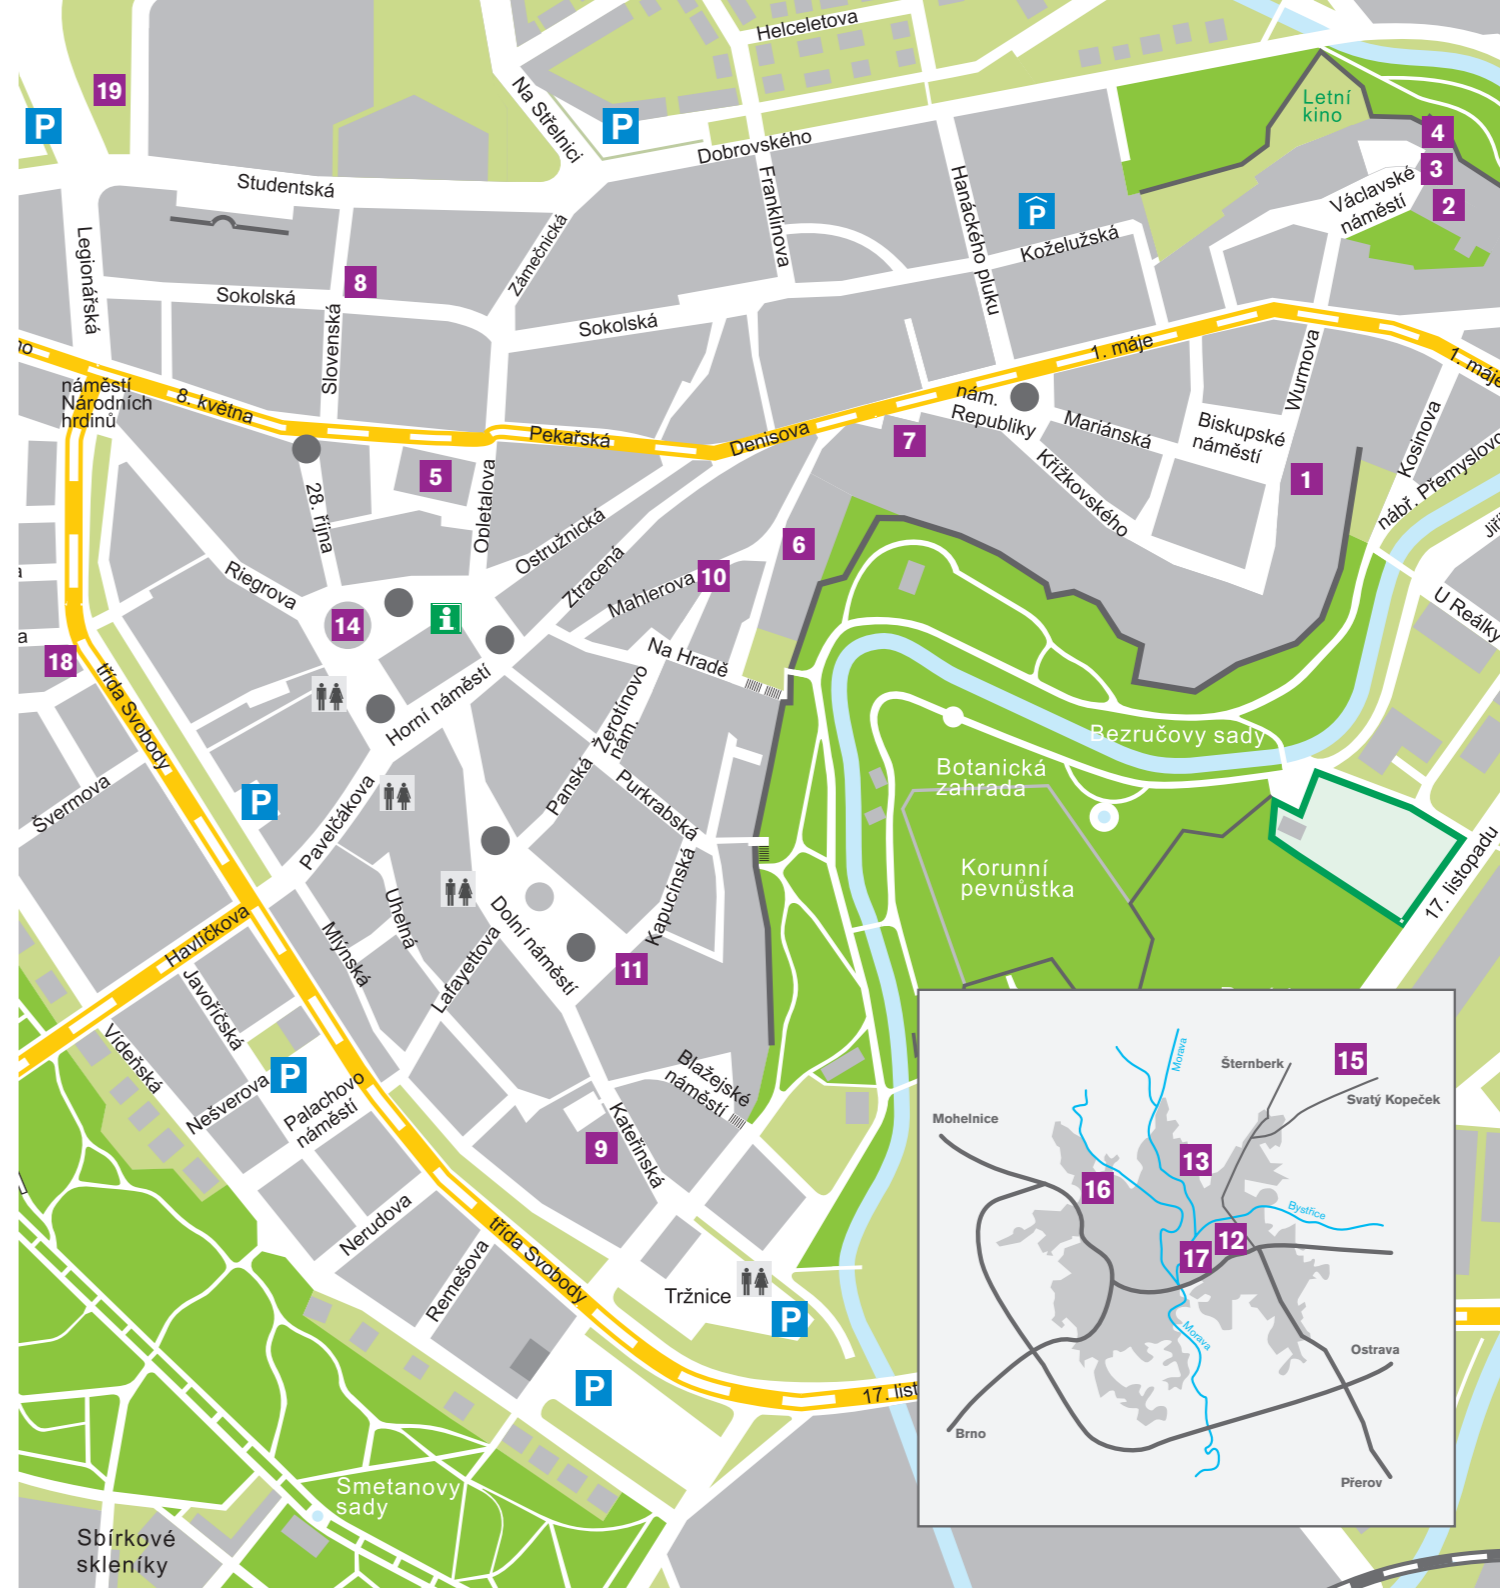 Helceletova
19
P
Na Střelnici
P
Dobrovského
Letní
kino
4
3
2
Václavské
náměstí
Studentská
Franklinova
Hanáckého pluku
P
Koželužská
Legionářská
Zámečnická
8
Sokolská
Slovenská
Sokolská
1. máje
1. máje
Wurmova
náměstí
Národních
hrdinů
8. května
Pekařská
Denisova
nám.
Republiky
7
Mariánská
Biskupské
náměstí
Kosinova
nábř. Přemyslovc
5
28. října
Opletalova
Křížkovského
1
Jiří
Ostružnická
6
Riegrova
Ztracená
Mahlerova
10
U Reálky
14
i
18
Na Hradě
třída Svobody
Horní náměstí
Žerotínovo
nám.
Bezručovy sady
Botanická
zahrada
Švermova
P
Pavelčákova
Panská
Purkrabská
Korunní
pevnůstka
17. listopadu
Uhelná
Kapucínská
Havlíčkova
Mlýnská
Lafayettova
Dolní náměstí
11
Javoříčská
Vídeňská
P
Nešverova
Palachovo
náměstí
Blažejské
náměstí
9
Kateřinská
Nerudova
Remešova
třída Svobody
Tržnice
P
P
17. list
Smetanovy
sady
Sbírkové
skleníky
Morava
Šternberk
15
Svatý Kopeček
Mohelnice
13
16
Bystřice
12
17
Morava
Ostrava
Brno
Přerov